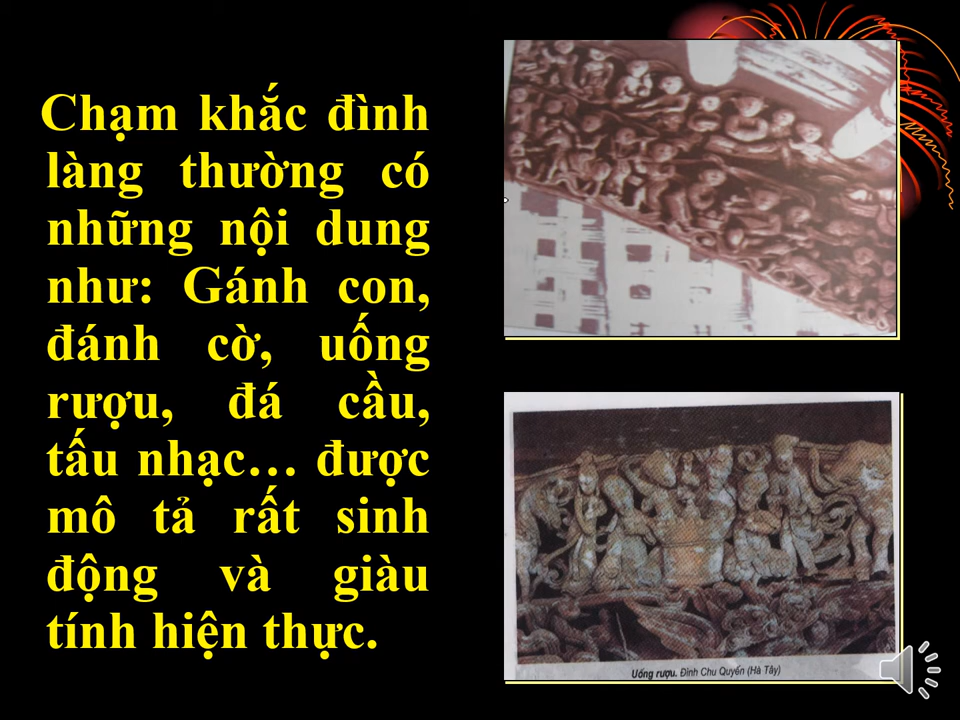 Chạm khắc đình
làng thường có
những nội dung
như: Gánh con,
đánh cờ, uống
rượu, đá cầu,
tấu nhạc… được
mô tả rất sinh
động và giàu
tính hiện thực.
Uống rượu. Đình Chu Quyến (Hà Tây)